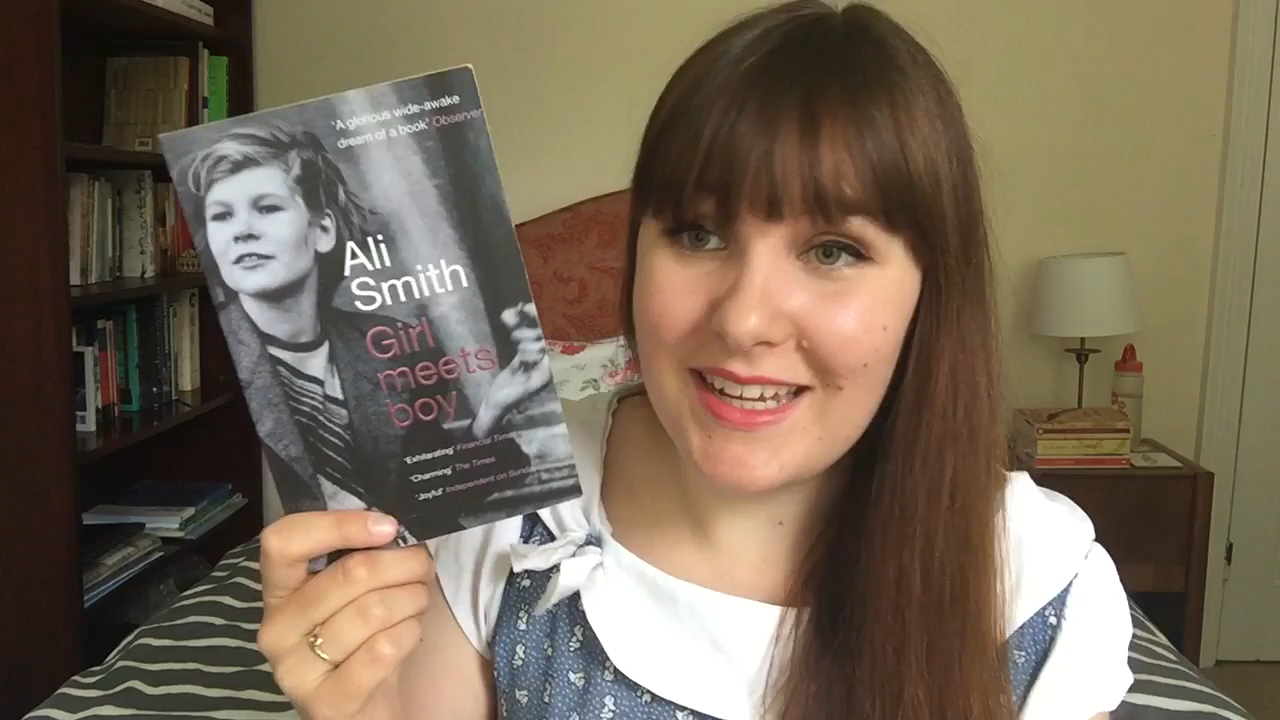 'A glorious wide-awake
dream of a book' Observer
Ali
Smith
Girl
meets
boy
'Exhilarating' Financial Times
'Charming' The Times
'Joyful' Independent on Sunday